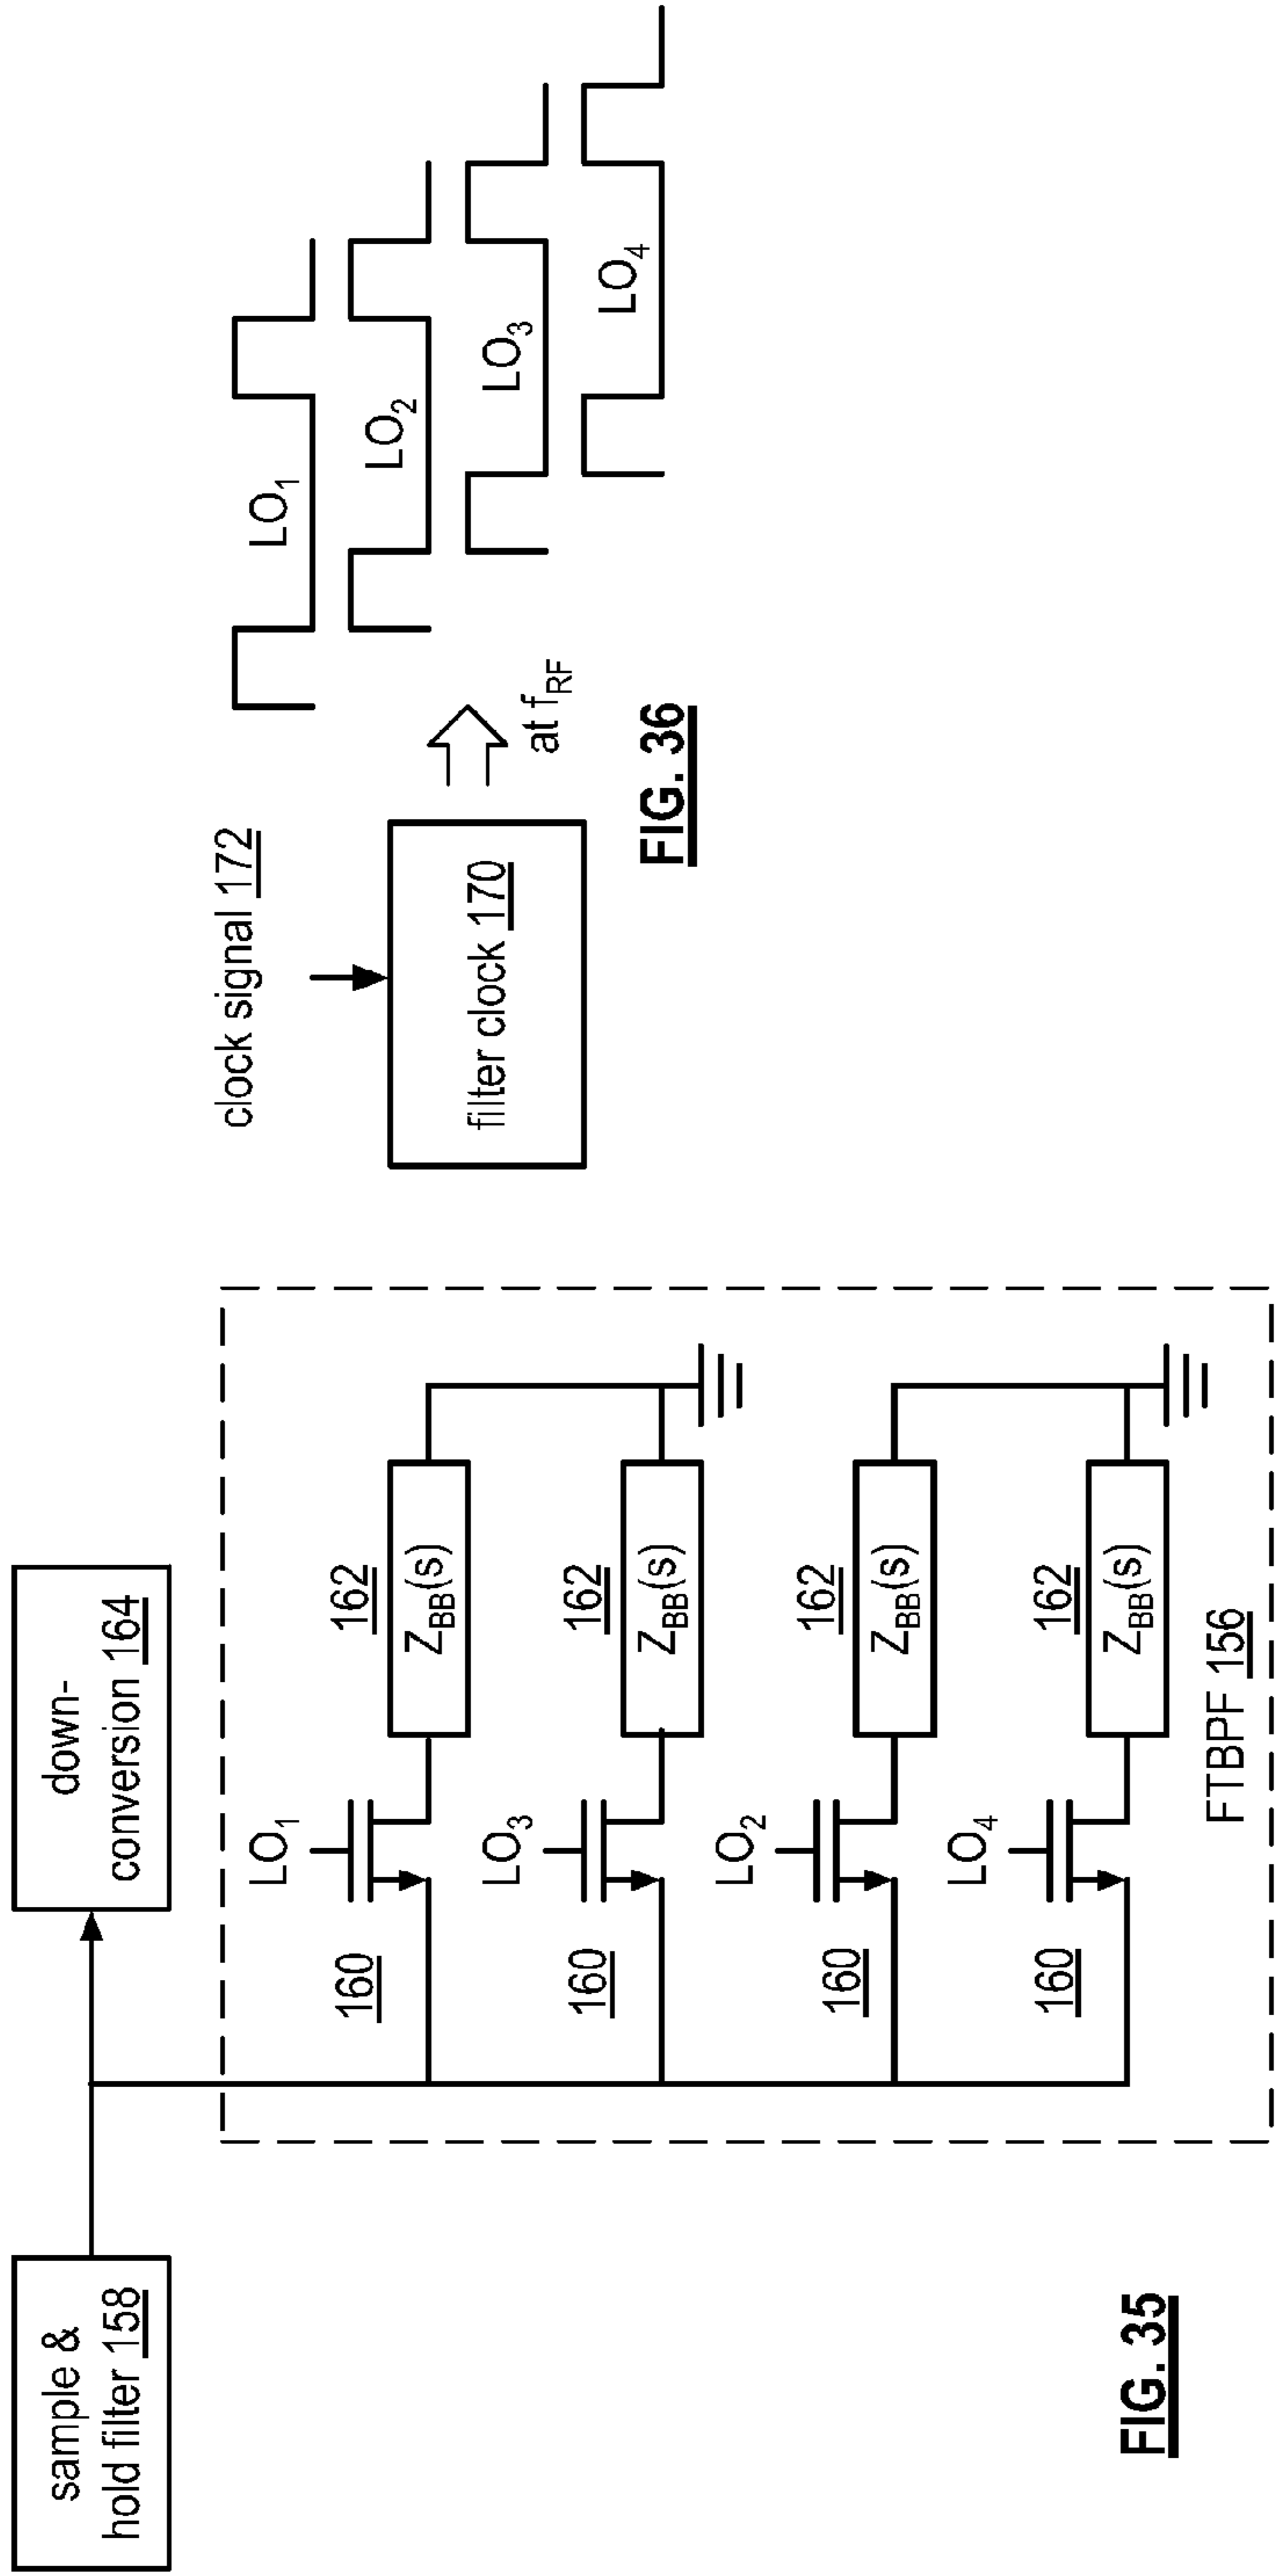 sample &
hold filter 158
down-
conversion 164
LO1
160
162
ZBB(s)
LO3
160
162
ZBB(s)
LO2
160
162
ZBB(s)
LO4
160
162
ZBB(s)
FTBPF 156
FIG. 35
clock signal 172
filter clock 170
at fRF
LO1
LO2
LO3
LO4
FIG. 36